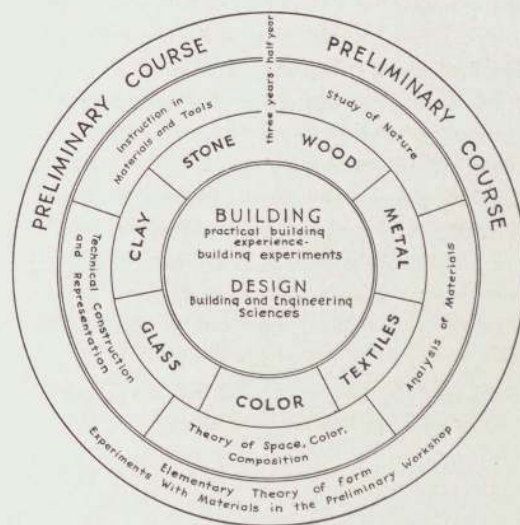 PRELIMINARY COURSE
PRELIMINARY COURSE
three years · half year
Instruction in
Materials and Tools
Study of Nature
STONE
WOOD
CLAY
METAL
BUILDING
practical building
experience-
building experiments
DESIGN
Building and Engineering
Sciences
Technical Construction
and Representation
Analysis of Materials
GLASS
TEXTILES
COLOR
Theory of Space, Color,
Composition
Elementary Theory of Form
Experiments With Materials in the Preliminary Workshop